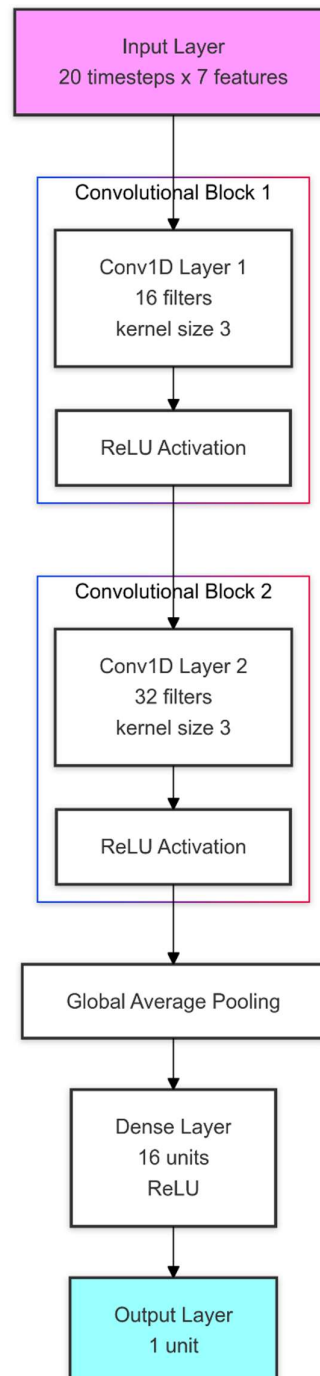 Input Layer
20 timesteps x 7 features
Convolutional Block 1
Conv1D Layer 1
16 filters
kernel size 3
ReLU Activation
Convolutional Block 2
Conv1D Layer 2
32 filters
kernel size 3
ReLU Activation
Global Average Pooling
Dense Layer
16 units
ReLU
Output Layer
1 unit